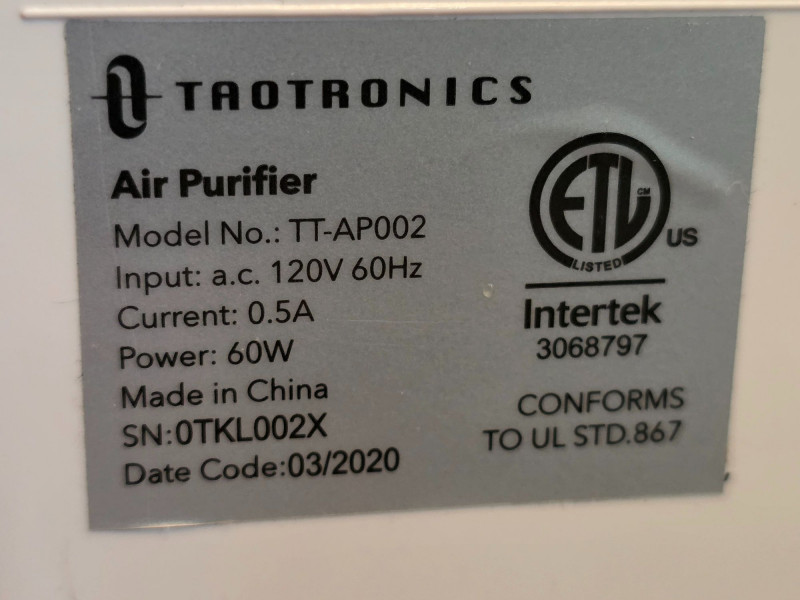 TAOTRONICS
Air Purifier
Model No.: TT-AP002
Input: a.c. 120V 60Hz
Current: 0.5A
Power: 60W
Made in China
SN:0TKL002X
Date Code:03/2020
ETL CM
US
LISTED
Intertek
3068797
CONFORMS
TO UL STD.867